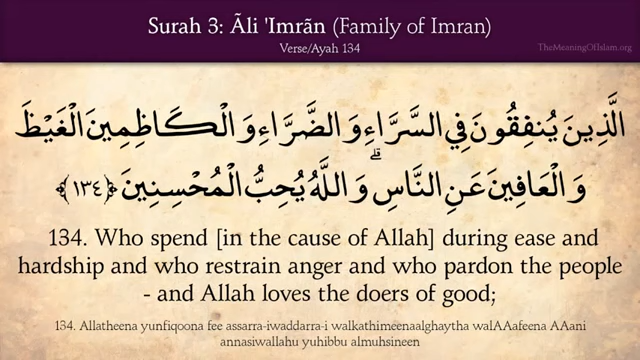 Surah 3: Ãli 'Imrãn (Family of Imran)
Verse/Ayah 134
TheMeaningOfIslam.org
الَّذِينَ يُنفِقُونَ فِي السَّرَّاءِ وَ الضَّرَّاءِ وَ الْكَاظِمِينَ الْغَيْظَ
وَ الْعَافِينَ عَنِ النَّاسِ ۗ وَ اللَّهُ يُحِبُّ الْمُحْسِنِينَ ﴿١٣٤﴾
134. Who spend [in the cause of Allah] during ease and
hardship and who restrain anger and who pardon the people
- and Allah loves the doers of good;
134. Allatheena yunfiqoona fee assarra-iwaddarra-i walkathimeenaalghaytha walAAafeena AAani
annasiwallahu yuhibbu almuhsineen